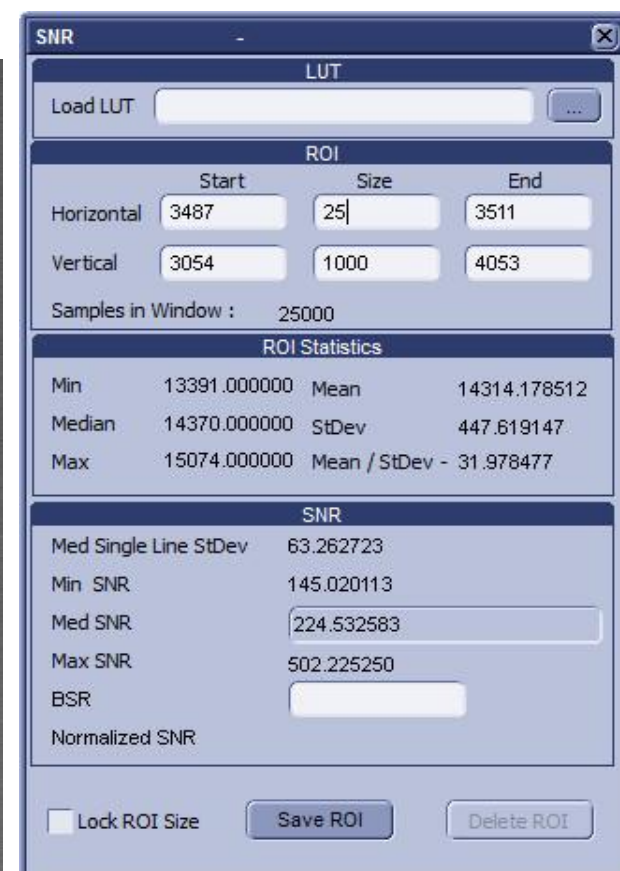 SNR -
LUT
Load LUT ...
ROI
Start Size End
Horizontal 3487 25 3511
Vertical 3054 1000 4053
Samples in Window : 25000
ROI Statistics
Min 13391.000000 Mean 14314.178512
Median 14370.000000 StDev 447.619147
Max 15074.000000 Mean / StDev - 31.978477
SNR
Med Single Line StDev 63.262723
Min SNR 145.020113
Med SNR 224.532583
Max SNR 502.225250
BSR
Normalized SNR
Lock ROI Size Save ROI Delete ROI